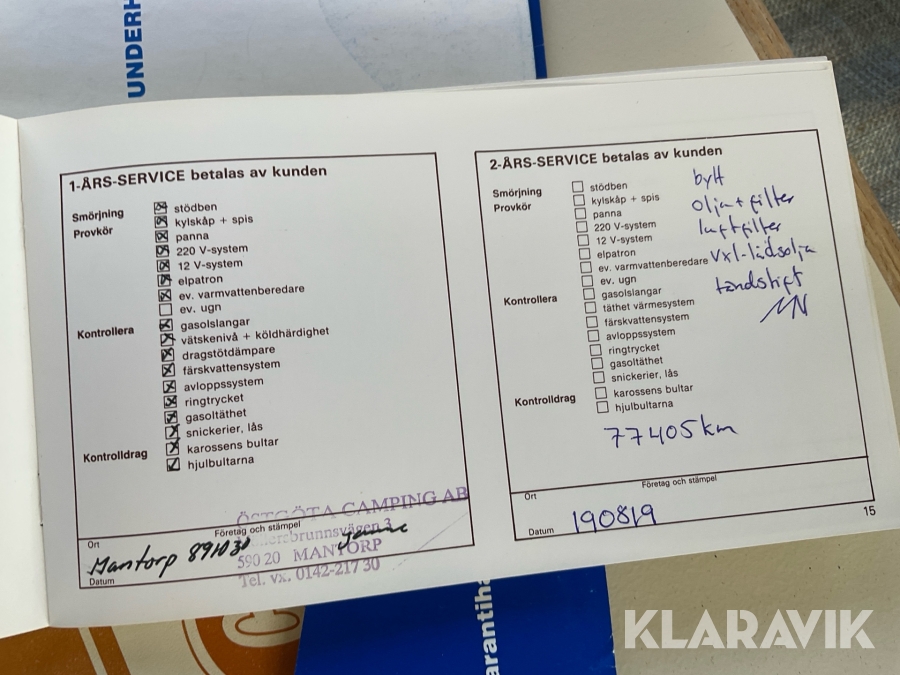 UNDERH
1-ÅRS-SERVICE betalas av kunden
Smörjning
stödben
Provkör
kylskåp + spis
panna
220 V-system
12 V-system
elpatron
ev. varmvattenberedare
ev. ugn
Kontrollera
gasolslangar
vätskenivå + köldhärdighet
dragstötdämpare
färskvattensystem
avloppssystem
ringtrycket
gasoltäthet
snickerier, lås
Kontrolldrag
karossens bultar
hjulbultarna
ÖSTGÖTA CAMPING AB
Ort
Företag och stämpel
brunnsvägen 3
Mantorp 891030
590 20 MANTORP
Datum
Tel. vx. 0142-217 30
2-ÅRS-SERVICE betalas av kunden
Smörjning
stödben
Provkör
kylskåp + spis
panna
220 V-system
12 V-system
elpatron
ev. varmvattenberedare
ev. ugn
Kontrollera
gasolslangar
täthet värmesystem
färskvattensystem
avloppssystem
ringtrycket
gasoltäthet
snickerier, lås
Kontrolldrag
karossens bultar
hjulbultarna
bytt
olja + filter
luftfilter
vxl-lådsolja
tändstift
77405 km
Ort
Företag och stämpel
Datum
190819
15
arantiha
KLARAVIK